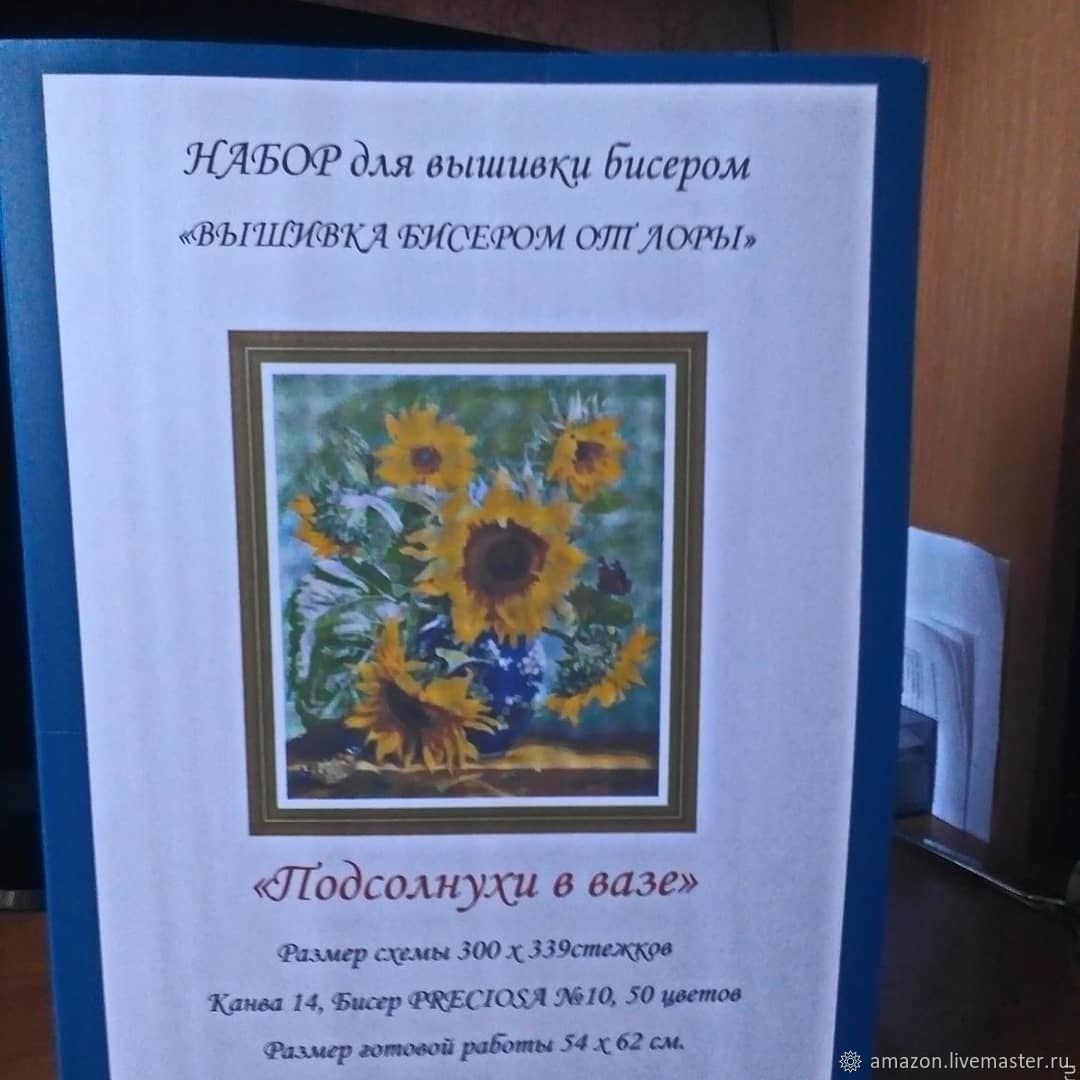 НАБОР для вышивки бисером
«ВЫШИВКА БИСЕРОМ ОТ ЛОРЫ»
«Подсолнухи в вазе»
Размер схемы 300 х 339стежков
Канва 14, Бисер PRECIOSA №10, 50 цветов
Размер готовой работы 54 х 62 см.
amazon.livemaster.ru